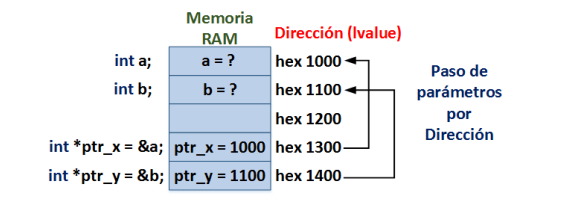 Memoria
RAM
Dirección (lvalue)
int a;
a = ?
hex 1000
int b;
b = ?
hex 1100
hex 1200
int *ptr_x = &a;
ptr_x = 1000
hex 1300
int *ptr_y = &b;
ptr_y = 1100
hex 1400
Paso de
parámetros
por
Dirección